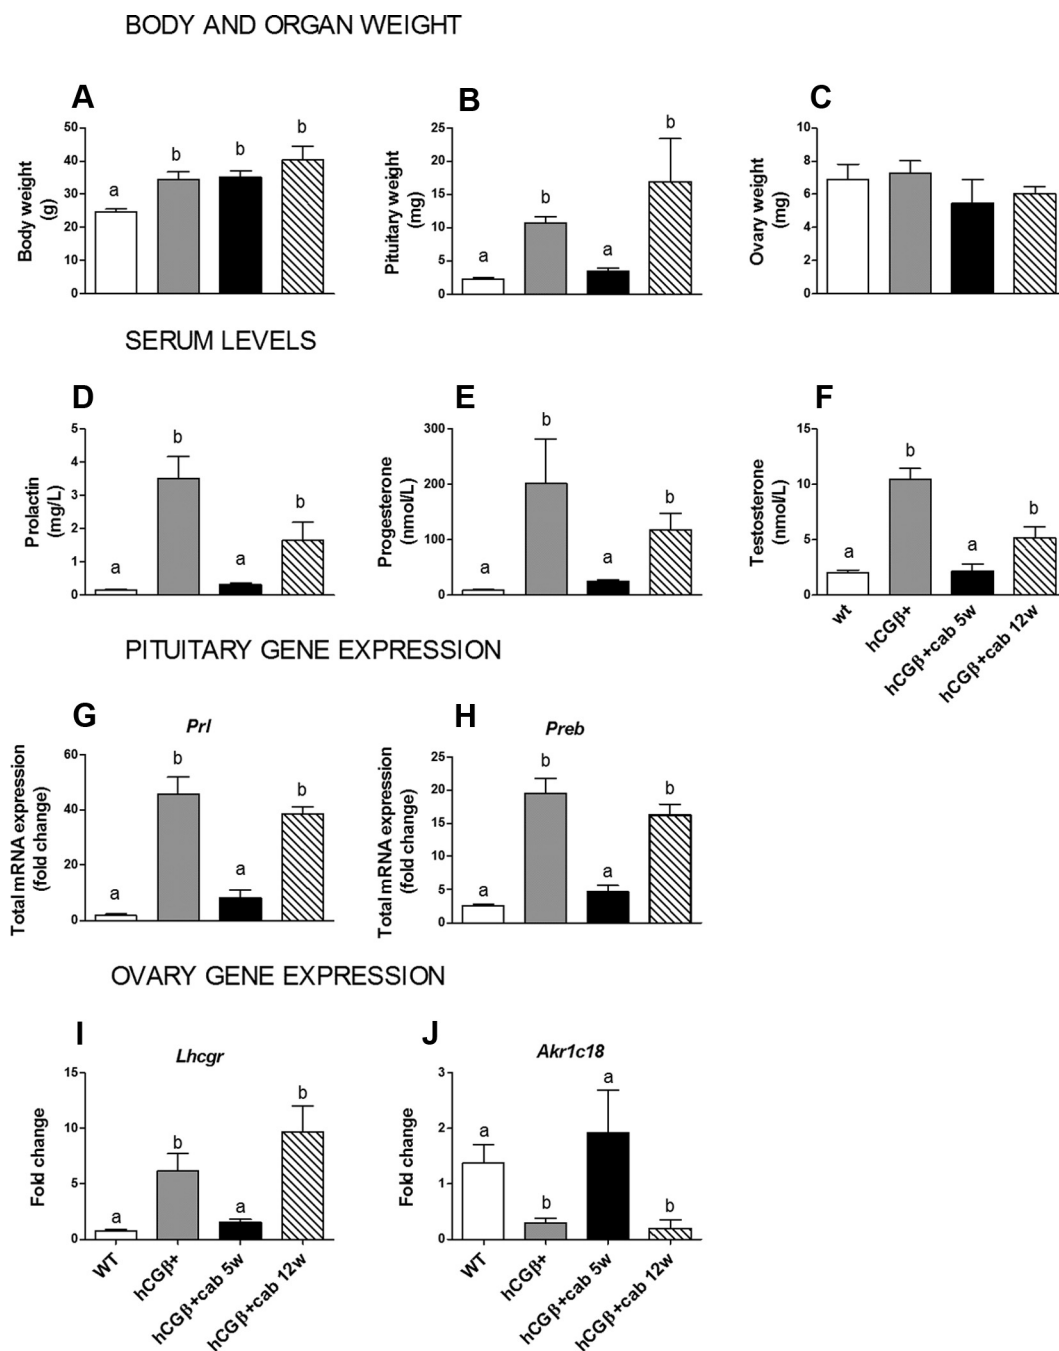 BODY AND ORGAN WEIGHT
A
B
C
Body weight
(g)
50
40
30
20
10
0
a
b
b
b
Pituitary weight
(mg)
25
20
15
10
5
0
a
b
a
b
Ovary weight
(mg)
10
8
6
4
2
0
SERUM LEVELS
D
E
F
Prolactin
(mg/L)
5
4
3
2
1
0
a
b
a
b
Progesterone
(nmol/L)
300
200
100
0
a
b
a
b
Testosterone
(nmol/L)
15
10
5
0
a
b
a
b
wt
hCGβ+
hCGβ+cab 5w
hCGβ+cab 12w
PITUITARY GENE EXPRESSION
G
H
Prl
Total mRNA expression
(fold change)
60
40
20
0
a
b
a
b
Preb
Total mRNA expression
(fold change)
25
20
15
10
5
0
a
b
a
b
OVARY GENE EXPRESSION
I
J
Lhcgr
Fold change
15
10
5
0
a
b
a
b
WT
hCGβ+
hCGβ+cab 5w
hCGβ+cab 12w
Akr1c18
Fold change
3
2
1
0
a
b
a
b
WT
hCGβ+
hCGβ+cab 5w
hCGβ+cab 12w